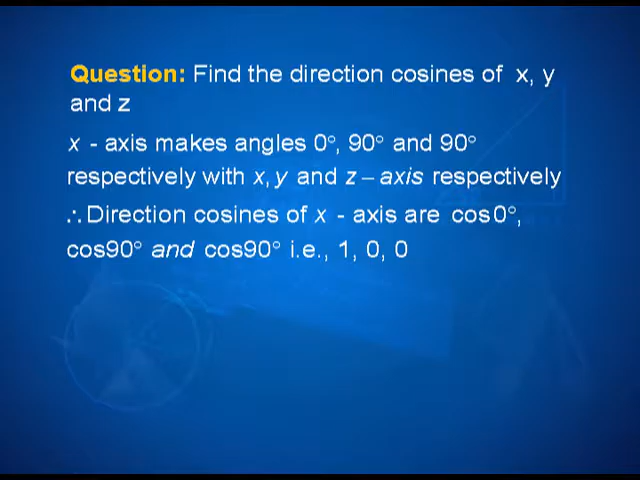 Question: Find the direction cosines of x, y
and z
x - axis makes angles 0°, 90° and 90°
respectively with x, y and z – axis respectively
∴ Direction cosines of x - axis are cos0°,
cos90° and cos90° i.e., 1, 0, 0